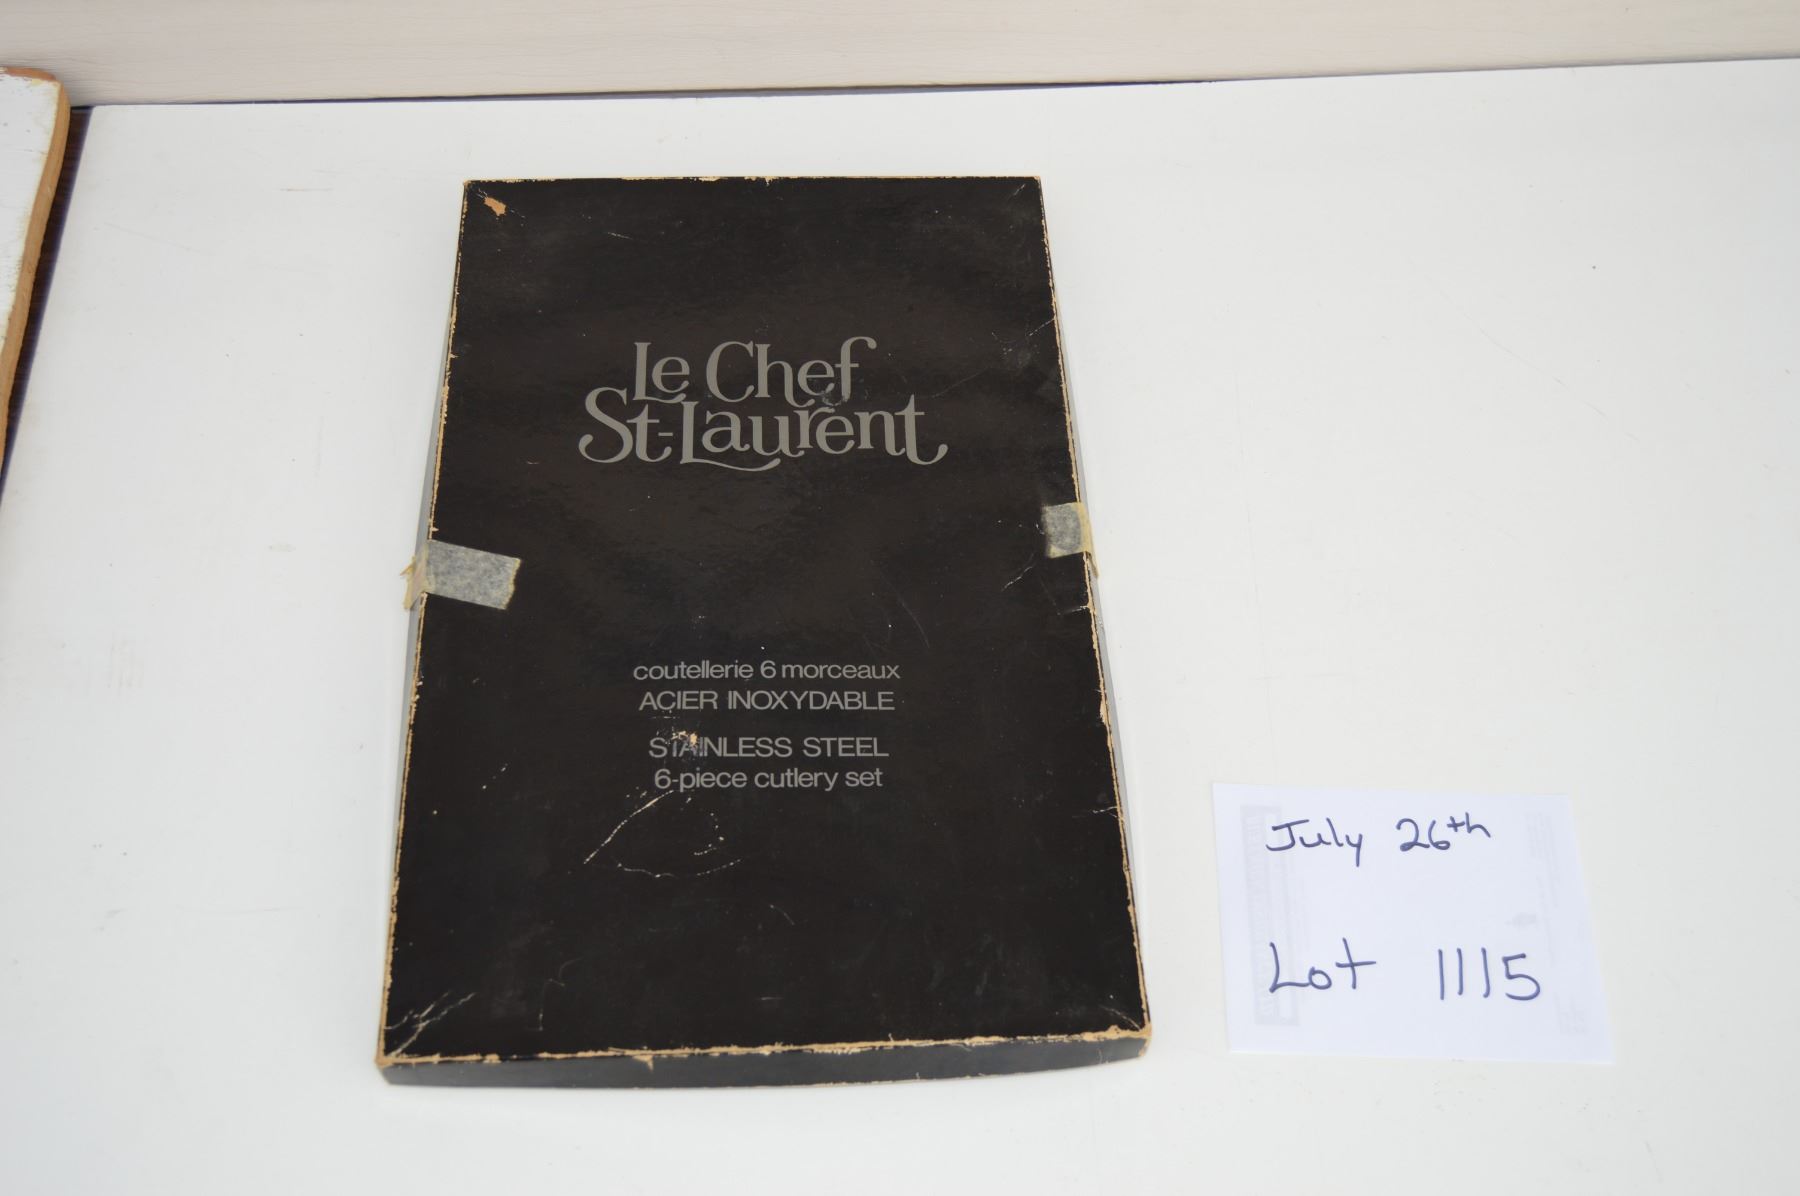 Le Chef
St-Laurent
coutellerie 6 morceaux
ACIER INOXYDABLE
STAINLESS STEEL
6-piece cutlery set
July 26th
Lot 1115